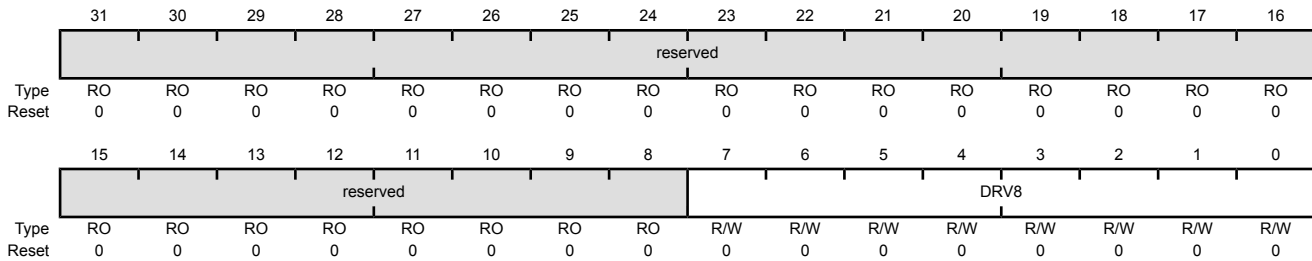 31 30 29 28 27 26 25 24 23 22 21 20 19 18 17 16
reserved
Type RO RO RO RO RO RO RO RO RO RO RO RO RO RO RO RO
Reset 0 0 0 0 0 0 0 0 0 0 0 0 0 0 0 0
15 14 13 12 11 10 9 8 7 6 5 4 3 2 1 0
reserved DRV8
Type RO RO RO RO RO RO RO RO R/W R/W R/W R/W R/W R/W R/W R/W
Reset 0 0 0 0 0 0 0 0 0 0 0 0 0 0 0 0